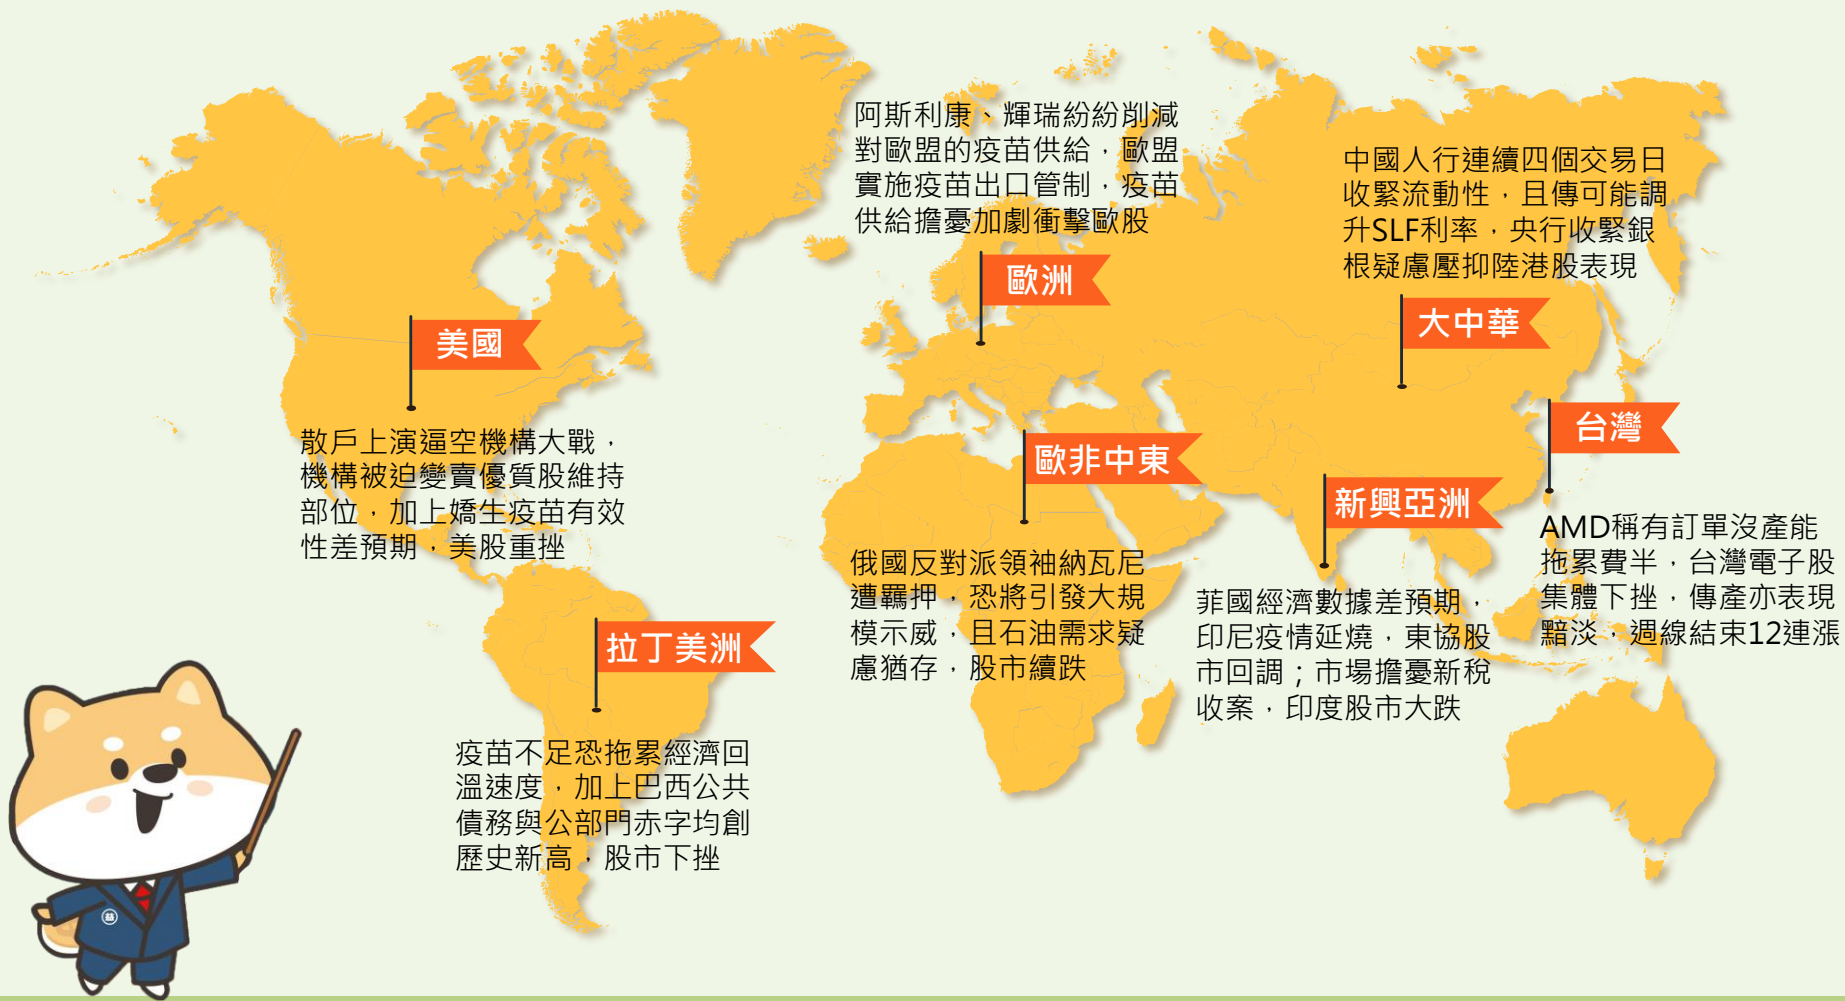 阿斯利康、輝瑞紛紛削減
對歐盟的疫苗供給，歐盟
實施疫苗出口管制，疫苗
供給擔憂加劇衝擊歐股
歐洲
中國人行連續四個交易日
收緊流動性，且傳可能調
升SLF利率，央行收緊銀
根疑慮壓抑陸港股表現
大中華
美國
散戶上演逼空機構大戰，
機構被迫變賣優質股維持
部位，加上嬌生疫苗有效
性差預期，美股重挫
歐非中東
俄國反對派領袖納瓦尼
遭羈押，恐將引發大規
模示威，且石油需求疑
慮猶存，股市續跌
新興亞洲
菲國經濟數據差預期，
印尼疫情延燒，東協股
市回調；市場擔憂新稅
收案，印度股市大跌
台灣
AMD稱有訂單沒產能
拖累費半，台灣電子股
集體下挫，傳產亦表現
黯淡，週線結束12連漲
拉丁美洲
疫苗不足恐拖累經濟回
溫速度，加上巴西公共
債務與公部門赤字均創
歷史新高，股市下挫